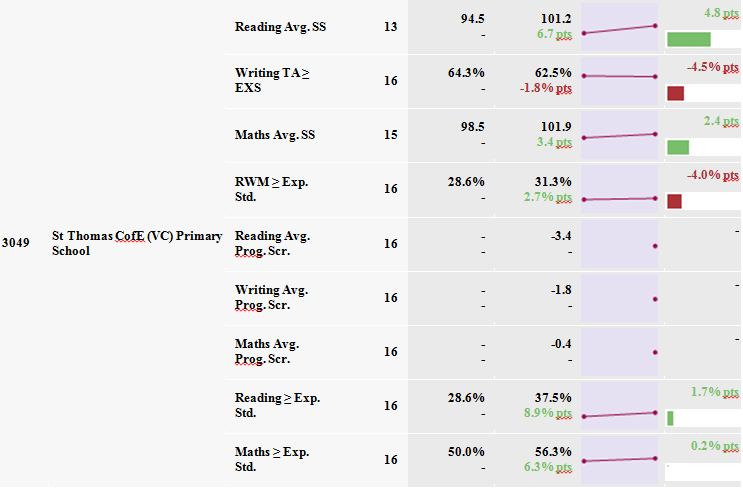 Reading Avg. SS 13 94.5 101.2 4.8 pts
- 6.7 pts
Writing TA ≥ 16 64.3% 62.5% -4.5% pts
EXS - -1.8% pts
Maths Avg. SS 15 98.5 101.9 2.4 pts
- 3.4 pts
RWM ≥ Exp. 16 28.6% 31.3% -4.0% pts
Std. - 2.7% pts
3049 St Thomas CofE (VC) Primary Reading Avg. 16 - -3.4 -
School Prog. Scr. - -
Writing Avg. 16 - -1.8 -
Prog. Scr. - -
Maths Avg. 16 - -0.4 -
Prog. Scr. - -
Reading ≥ Exp. 16 28.6% 37.5% 1.7% pts
Std. - 8.9% pts
Maths ≥ Exp. 16 50.0% 56.3% 0.2% pts
Std. - 6.3% pts